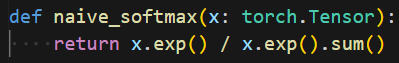 def naive_softmax(x: torch.Tensor):
    return x.exp() / x.exp().sum()